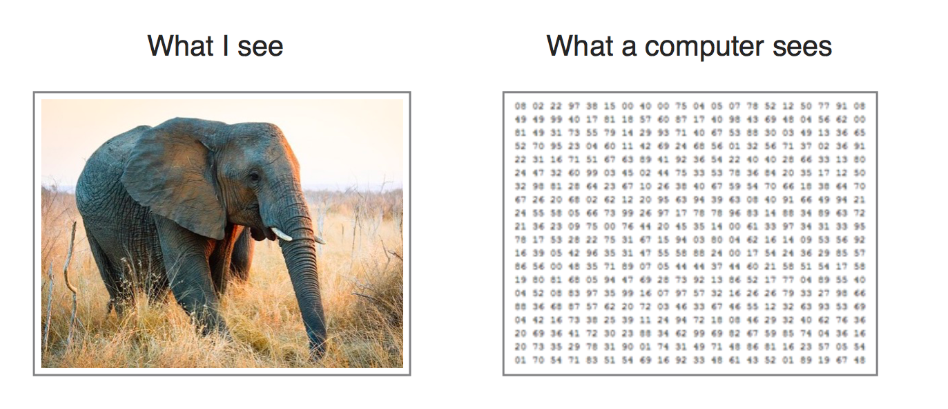 What I see
What a computer sees
08 02 22 97 38 15 00 40 00 75 04 05 07 78 52 12 50 77 91 08
49 49 99 40 17 81 18 57 60 87 17 40 98 43 69 48 04 56 62 00
81 49 31 73 55 79 14 29 93 71 40 67 53 88 30 03 49 13 36 65
52 70 95 23 04 60 11 42 69 24 68 56 01 32 56 71 37 02 36 91
22 31 16 71 51 67 63 89 41 92 36 54 22 40 40 28 66 33 13 80
24 47 32 60 99 03 45 02 44 75 33 53 78 36 84 20 35 17 12 50
32 98 81 28 64 23 67 10 26 38 40 67 59 54 70 66 18 38 64 70
67 26 20 68 02 62 12 20 95 63 94 39 63 08 40 91 66 49 94 21
24 55 58 05 66 73 99 26 97 17 78 78 96 83 14 88 34 89 63 72
21 36 23 09 75 00 76 44 20 45 35 14 00 61 33 97 34 31 33 95
78 17 53 28 22 75 31 67 15 94 03 80 04 62 16 14 09 53 56 92
16 39 05 42 96 35 31 47 55 58 88 24 00 17 54 24 36 29 85 57
86 56 00 48 35 71 89 07 05 44 44 37 44 60 21 58 51 54 17 58
19 80 81 68 05 94 47 69 28 73 92 13 86 52 17 77 04 89 55 40
04 52 08 83 97 35 99 16 07 97 57 32 16 26 26 79 33 27 98 66
88 36 68 87 57 62 20 72 03 46 33 67 46 55 12 32 63 93 53 69
04 42 16 73 38 25 39 11 24 94 72 18 08 46 29 32 40 62 76 36
20 69 36 41 72 30 23 88 34 62 99 69 82 67 59 85 74 04 36 16
20 73 35 29 78 31 90 01 74 31 49 71 48 86 81 16 23 57 05 54
01 70 54 71 83 51 54 69 16 92 33 48 61 43 52 01 89 19 67 48